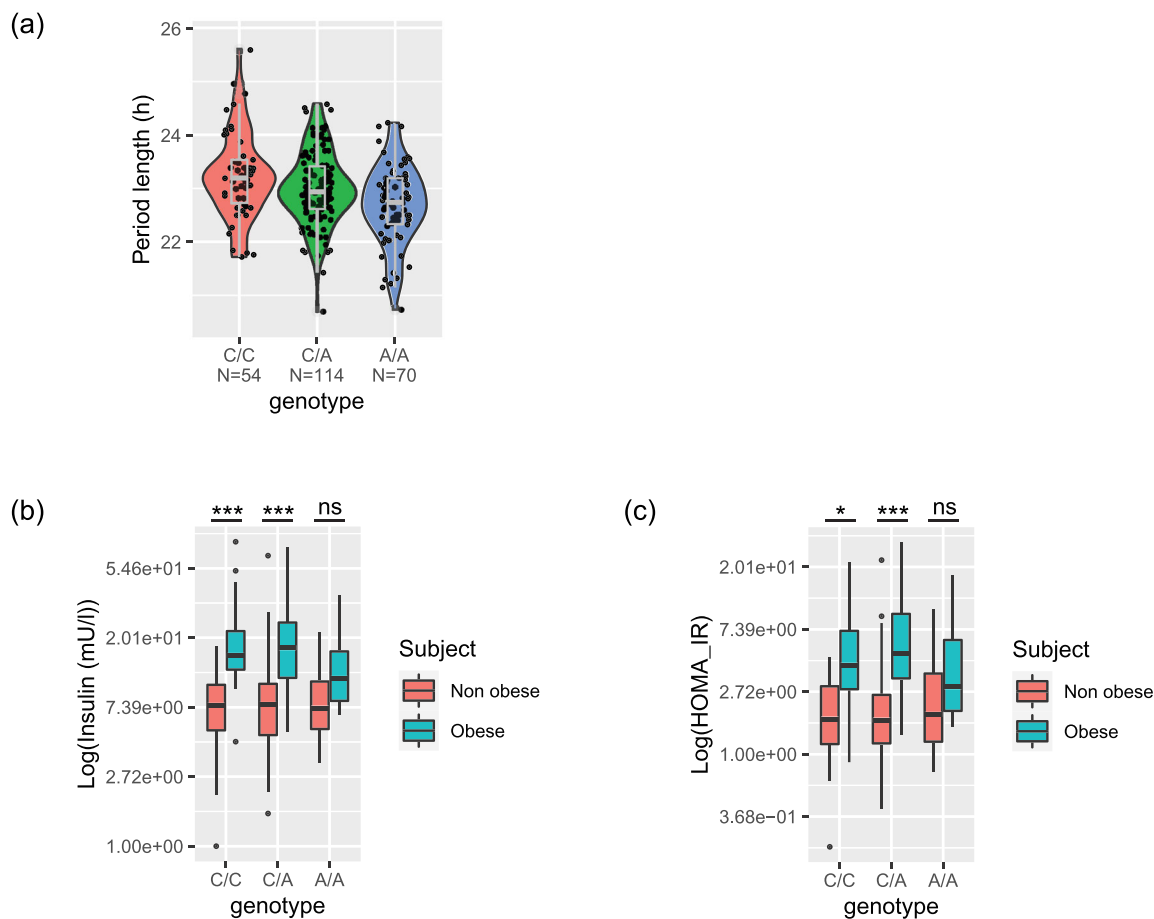 (a)
Period length (h)
26
24
22
C/C C/A A/A
N=54 N=114 N=70
genotype
(b)
*** *** ns
Log(Insulin (mU/l))
5.46e+01
2.01e+01
7.39e+00
2.72e+00
1.00e+00
C/C C/A A/A
genotype
Subject
Non obese
Obese
(c)
* *** ns
Log(HOMA_IR)
2.01e+01
7.39e+00
2.72e+00
1.00e+00
3.68e−01
C/C C/A A/A
genotype
Subject
Non obese
Obese